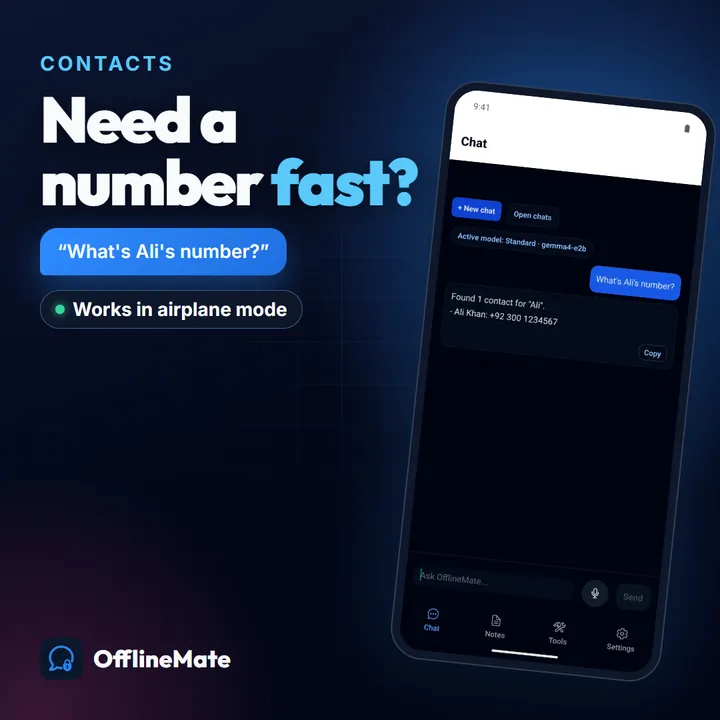 CONTACTS
Need a
number fast?
“What's Ali's number?”
Works in airplane mode
9:41
Chat
+ New chat
Open chats
Active model: Standard · gemma4-e2b
What's Ali's number?
Found 1 contact for "Ali".
- Ali Khan: +92 300 1234567
Copy
Ask OfflineMate...
Send
Chat
Notes
Tools
Settings
OfflineMate